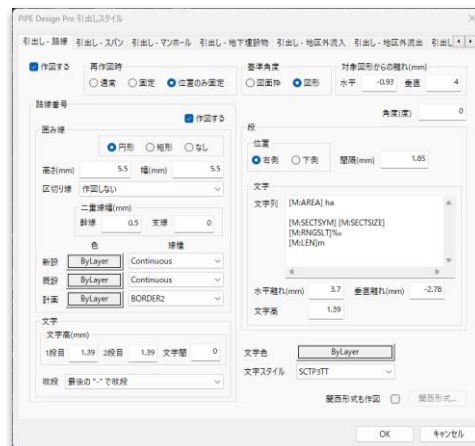 PIPE Design Pro 引出しスタイル
引出し - 路線 引出し - スパン 引出し - マンホール 引出し - 地下埋設物 引出し - 地区外流入 引出し - 地区外流出 引出し
作図する
再作図時
通常 固定 位置のみ固定
基準角度
図面枠 図形
対象図形からの離れ(mm)
水平 -0.93 垂直 4
角度(度) 0
路線番号
作図する
囲み線
円形 矩形 なし
高さ(mm) 5.5 幅(mm) 5.5
区切り線 作図しない
二重線幅(mm)
幹線 0.5 支線 0
色 線種
新設 ByLayer Continuous
既設 ByLayer Continuous
計画 ByLayer BORDER2
文字
文字高(mm)
1段目 1.39 2段目 1.39 文字間 0
改段 最後の "-" で改段
段
位置
右側 下側 間隔(mm) 1.85
文字
文字列 [M:AREA] ha
[M:SECTSYM] [M:SECTSIZE]
[M:RNGSLT]‰
[M:LEN]m
水平離れ(mm) 3.7 垂直離れ(mm) -2.78
文字高 1.39
文字色 ByLayer
文字スタイル SCTP3TT
関西形式も作図 関西形式...
OK キャンセル